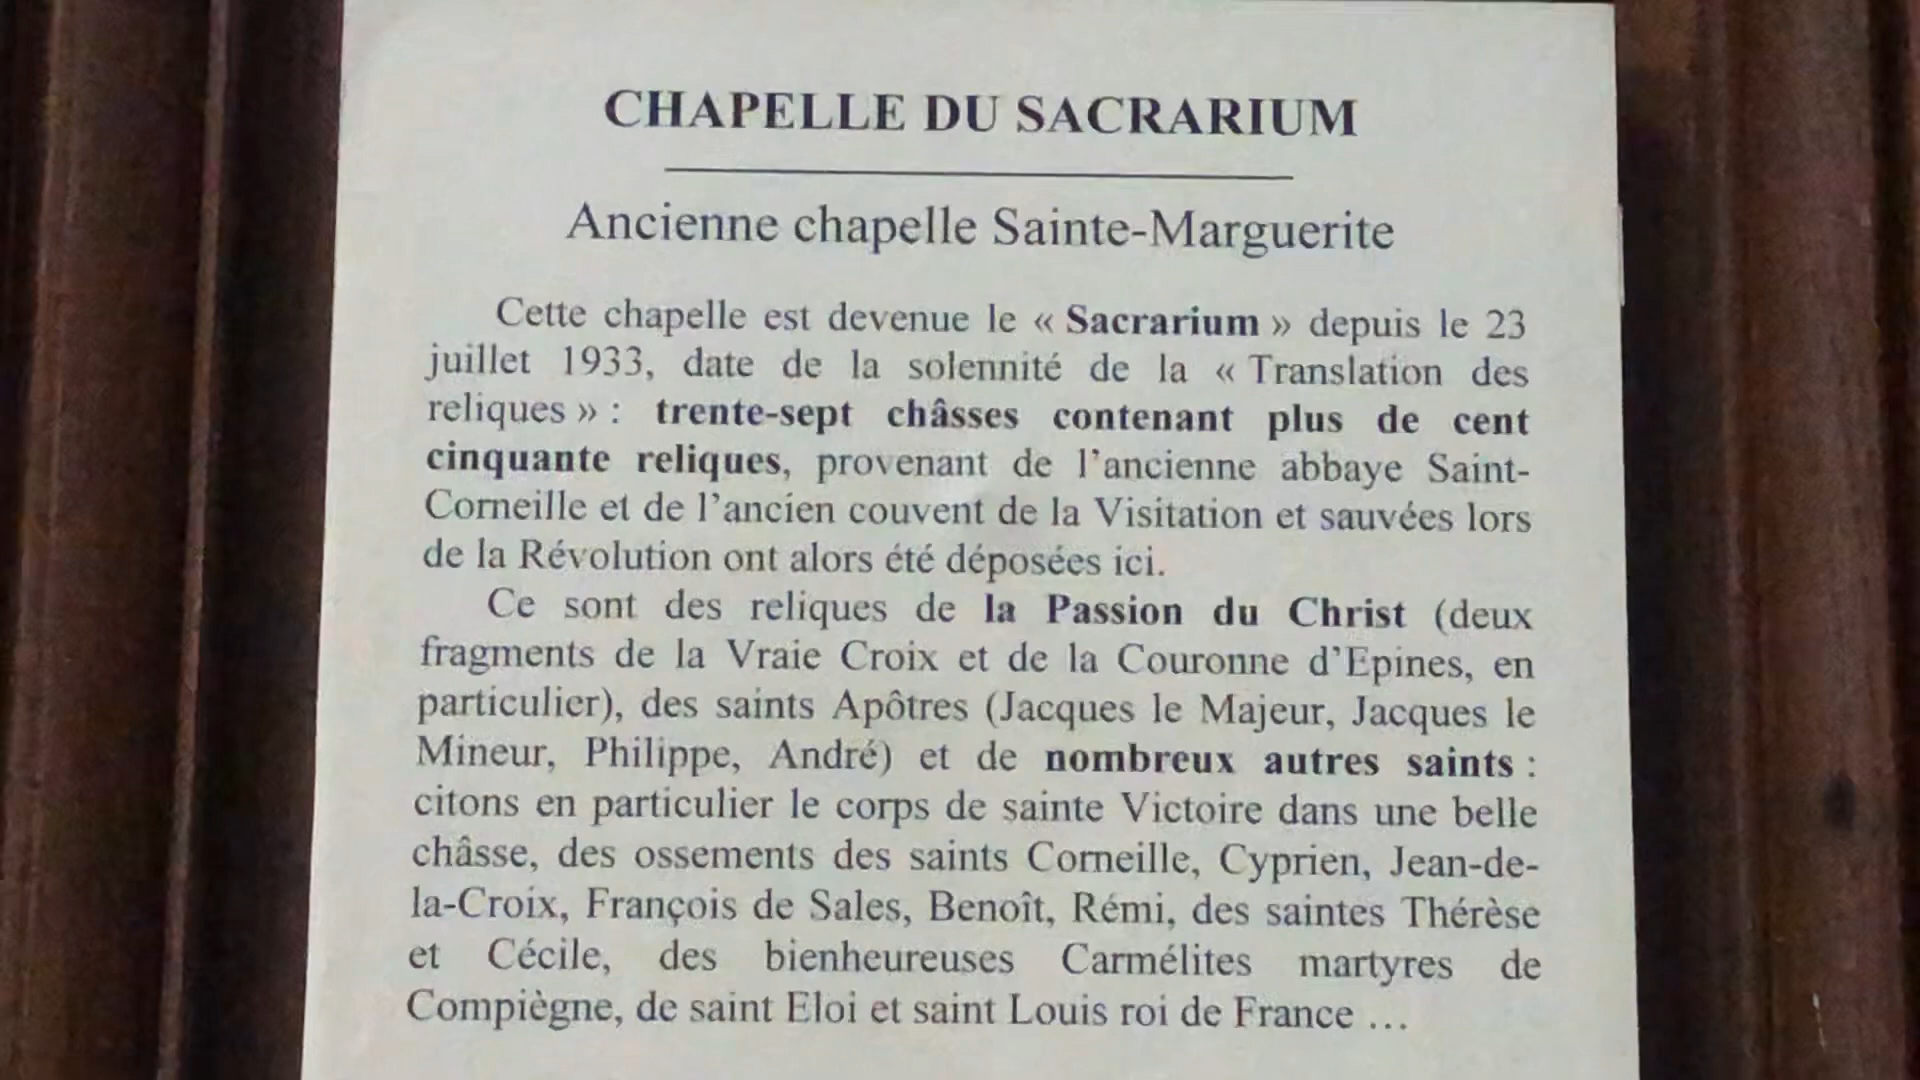 CHAPELLE DU SACRARIUM
Ancienne chapelle Sainte-Marguerite
Cette chapelle est devenue le « Sacrarium » depuis le 23
juillet 1933, date de la solennité de la « Translation des
reliques » : trente-sept châsses contenant plus de cent
cinquante reliques, provenant de l'ancienne abbaye Saint-
Corneille et de l'ancien couvent de la Visitation et sauvées lors
de la Révolution ont alors été déposées ici.
Ce sont des reliques de la Passion du Christ (deux
fragments de la Vraie Croix et de la Couronne d'Epines, en
particulier), des saints Apôtres (Jacques le Majeur, Jacques le
Mineur, Philippe, André) et de nombreux autres saints :
citons en particulier le corps de sainte Victoire dans une belle
châsse, des ossements des saints Corneille, Cyprien, Jean-de-
la-Croix, François de Sales, Benoît, Rémi, des saintes Thérèse
et Cécile, des bienheureuses Carmélites martyres de
Compiègne, de saint Eloi et saint Louis roi de France ...